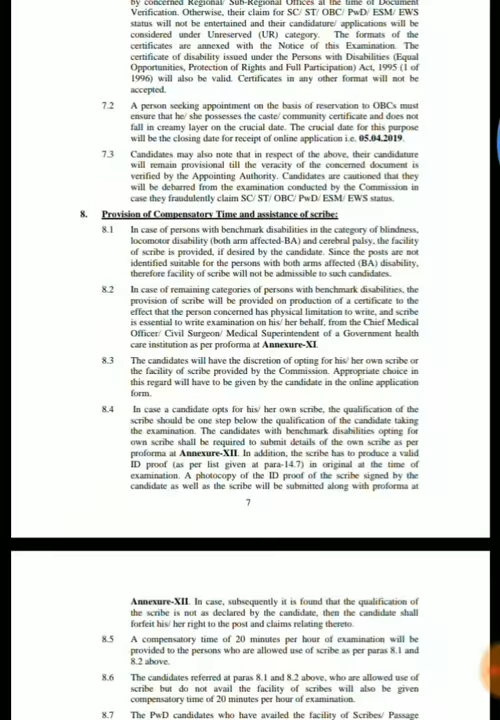 by concerned Regional/ Sub-Regional Offices at the time of Document
Verification. Otherwise, their claim for SC/ ST/ OBC/ PwD/ ESM/ EWS
status will not be entertained and their candidature/ applications will be
considered under Unreserved (UR) category. The formats of the
certificates are annexed with the Notice of this Examination. The
certificate of disability issued under the Persons with Disabilities (Equal
Opportunities, Protection of Rights and Full Participation) Act, 1995 (1 of
1996) will also be valid. Certificates in any other format will not be
accepted.
7.2 A person seeking appointment on the basis of reservation to OBCs must
ensure that he/ she possesses the caste/ community certificate and does not
fall in creamy layer on the crucial date. The crucial date for this purpose
will be the closing date for receipt of online application i.e. 05.04.2019.
7.3 Candidates may also note that in respect of the above, their candidature
will remain provisional till the veracity of the concerned document is
verified by the Appointing Authority. Candidates are cautioned that they
will be debarred from the examination conducted by the Commission in
case they fraudulently claim SC/ ST/ OBC/ PwD/ ESM/ EWS status.
8. Provision of Compensatory Time and assistance of scribe:
8.1 In case of persons with benchmark disabilities in the category of blindness,
locomotor disability (both arm affected-BA) and cerebral palsy, the facility
of scribe is provided, if desired by the candidate. Since the posts are not
identified suitable for the persons with both arms affected (BA) disability,
therefore facility of scribe will not be admissible to such candidates.
8.2 In case of remaining categories of persons with benchmark disabilities, the
provision of scribe will be provided on production of a certificate to the
effect that the person concerned has physical limitation to write, and scribe
is essential to write examination on his/ her behalf, from the Chief Medical
Officer/ Civil Surgeon/ Medical Superintendent of a Government health
care institution as per proforma at Annexure-XI.
8.3 The candidates will have the discretion of opting for his/ her own scribe or
the facility of scribe provided by the Commission. Appropriate choice in
this regard will have to be given by the candidate in the online application
form.
8.4 In case a candidate opts for his/ her own scribe, the qualification of the
scribe should be one step below the qualification of the candidate taking
the examination. The candidates with benchmark disabilities opting for
own scribe shall be required to submit details of the own scribe as per
proforma at Annexure-XII. In addition, the scribe has to produce a valid
ID proof (as per list given at para-14.7) in original at the time of
examination. A photocopy of the ID proof of the scribe signed by the
candidate as well as the scribe will be submitted along with proforma at
7
Annexure-XII. In case, subsequently it is found that the qualification of
the scribe is not as declared by the candidate, then the candidate shall
forfeit his/ her right to the post and claims relating thereto.
8.5 A compensatory time of 20 minutes per hour of examination will be
provided to the persons who are allowed use of scribe as per paras 8.1 and
8.2 above.
8.6 The candidates referred at paras 8.1 and 8.2 above, who are allowed use of
scribe but do not avail the facility of scribes will also be given
compensatory time of 20 minutes per hour of examination.
8.7 The PwD candidates who have availed the facility of Scribes/ Passage